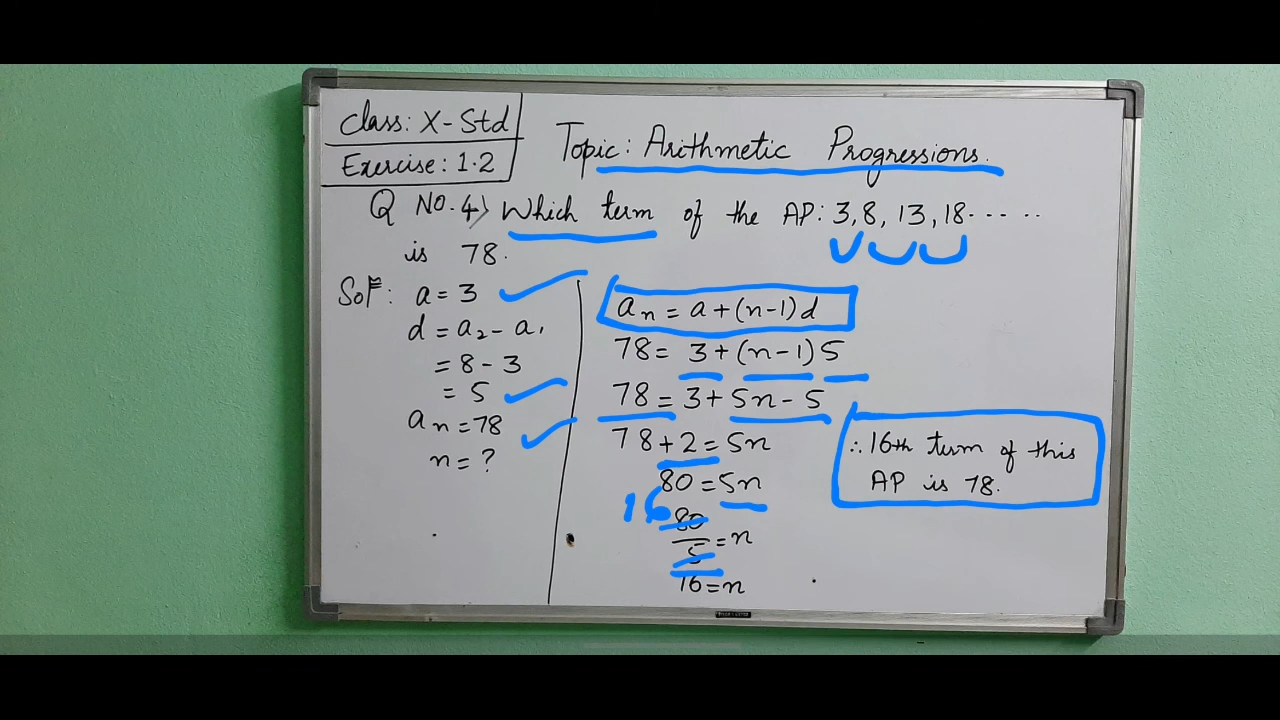 Class: X-Std
Exercise: 1.2
Topic: Arithmetic Progressions.
Q NO.4) Which term of the AP: 3, 8, 13, 18......
is 78.
Solⁿ: a = 3
d = a₂ - a₁
= 8 - 3
= 5
aₙ = 78
n = ?
aₙ = a + (n-1)d
78 = 3 + (n-1) 5
78 = 3 + 5n - 5
78 + 2 = 5n
80 = 5n
16
80/5 = n
16 = n
∴ 16th term of this
AP is 78.